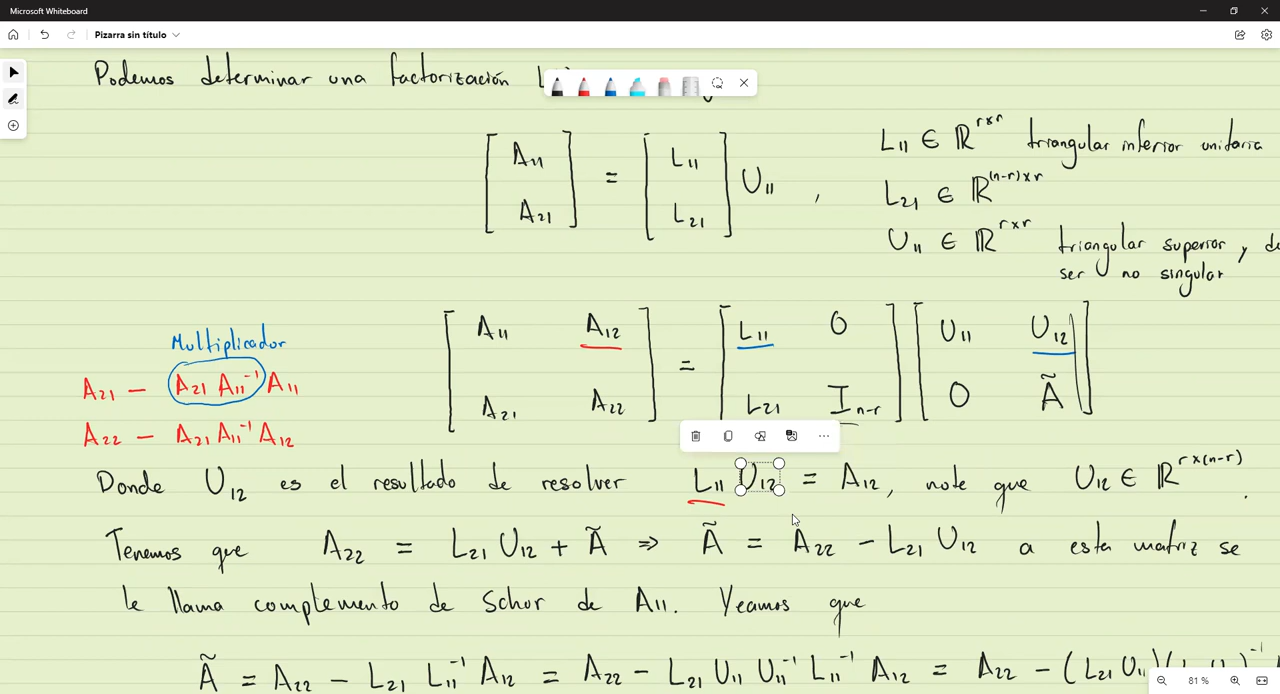 Microsoft Whiteboard
Pizarra sin título
Podemos determinar una factorización
[A₁₁ A₂₁] = [L₁₁ L₂₁] U₁₁ ,
L₁₁ ∈ ℝ^(r×r) triangular inferior unitaria
L₂₁ ∈ ℝ^((n-r)×r)
U₁₁ ∈ ℝ^(r×r) triangular superior y
ser no singular
Multiplicador
A₂₁ - A₂₁ A₁₁⁻¹ A₁₁
A₂₂ - A₂₁ A₁₁⁻¹ A₁₂
[A₁₁ A₁₂; A₂₁ A₂₂] = [L₁₁ 0; L₂₁ I_(n-r)] [U₁₁ U₁₂; 0 Ã]
Donde U₁₂ es el resultado de resolver L₁₁ U₁₂ = A₁₂, note que U₁₂ ∈ ℝ^(r×(n-r)).
Tenemos que A₂₂ = L₂₁ U₁₂ + Ã ⇒ Ã = A₂₂ - L₂₁ U₁₂ a esta matriz se
le llama complemento de Schur de A₁₁. Veamos que
Ã = A₂₂ - L₂₁ L₁₁⁻¹ A₁₂ = A₂₂ - L₂₁ U₁₁ U₁₁⁻¹ L₁₁⁻¹ A₁₂ = A₂₂ - (L₂₁ U₁₁)(
81 %